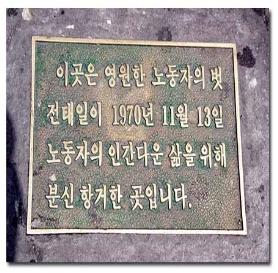 이곳은 영원한 노동자의 벗
전태일이 1970년 11월 13일
노동자의 인간다운 삶을 위해
분신 항거한 곳입니다.